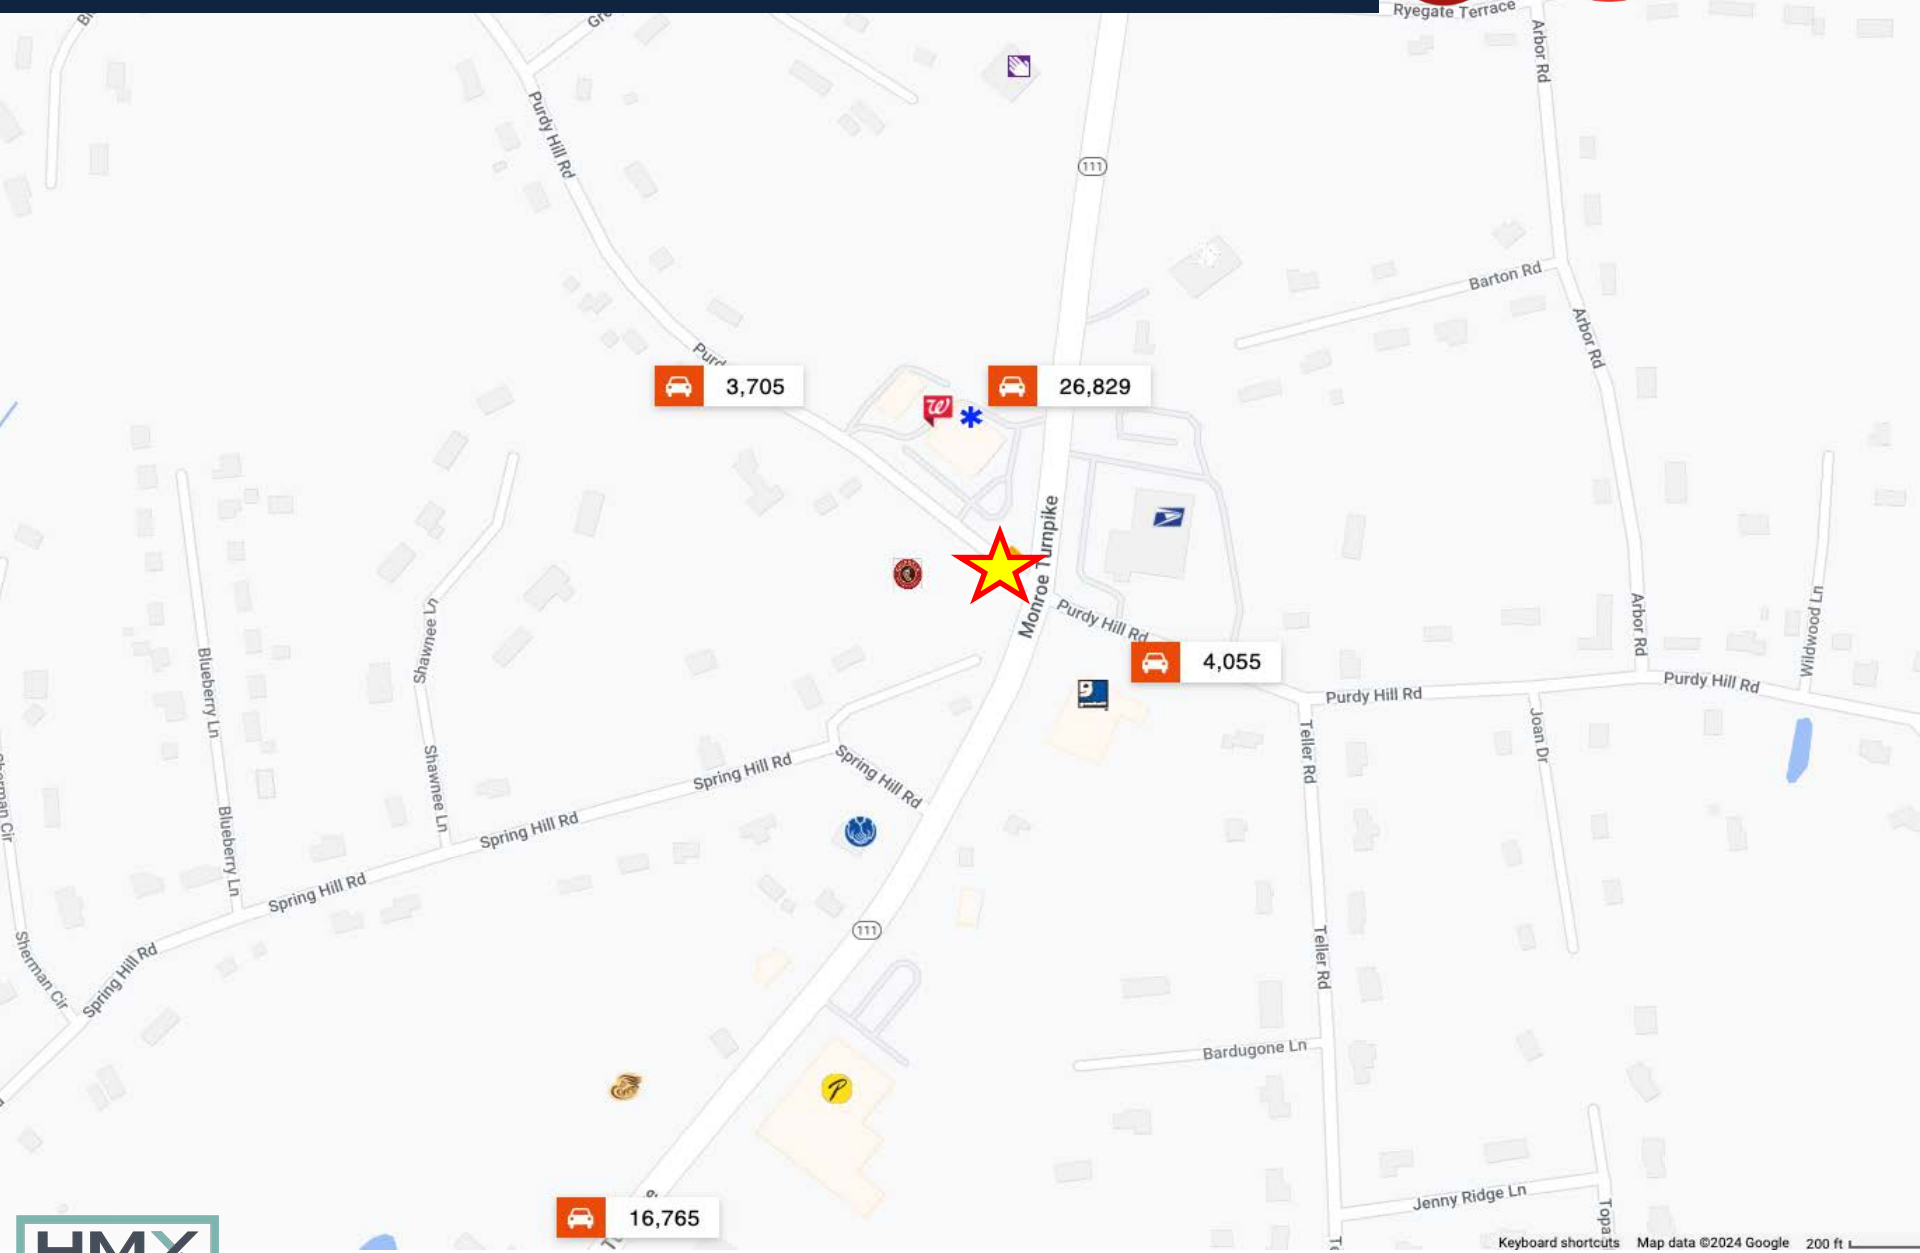 Ryegate Terrace
Arbor Rd
Purdy Hill Rd
111
Barton Rd
Arbor Rd
3,705
26,829
Monroe Turnpike
Purdy Hill Rd
4,055
Arbor Rd
Wildwood Ln
Purdy Hill Rd
Purdy Hill Rd
Joan Dr
Teller Rd
Shawnee Ln
Blueberry Ln
Shawnee Ln
Spring Hill Rd
Spring Hill Rd
Spring Hill Rd
Blueberry Ln
Spring Hill Rd
Sherman Cir
111
Sherman Cir
Spring Hill Rd
Teller Rd
Bardugone Ln
16,765
Jenny Ridge Ln
HMX
Keyboard shortcuts Map data ©2024 Google 200 ft